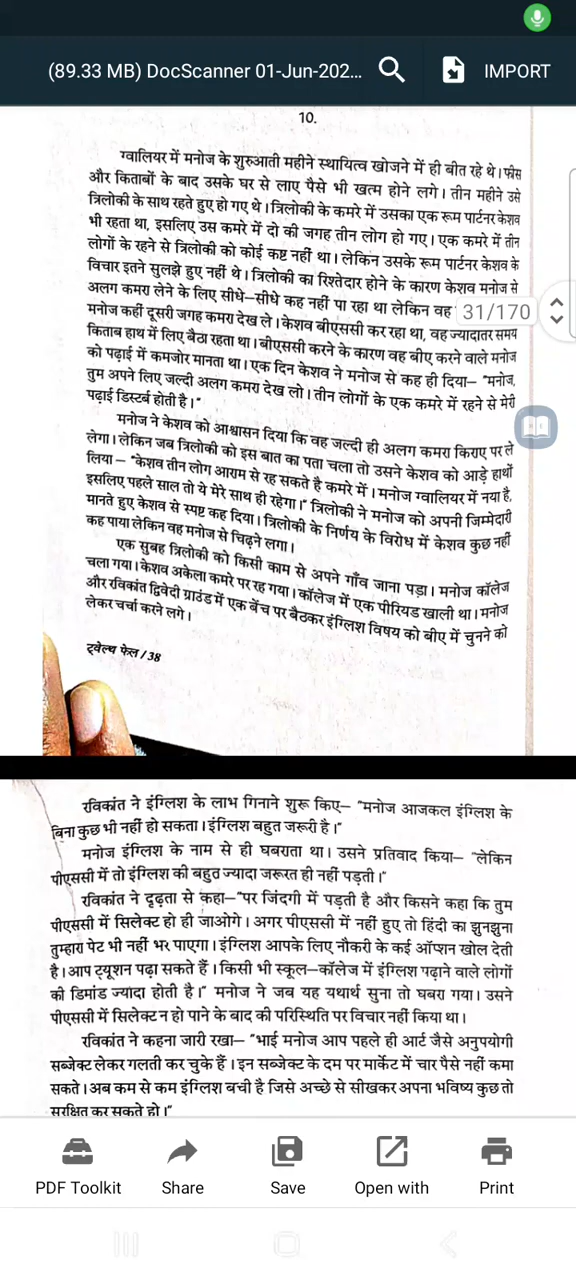 (89.33 MB) DocScanner 01-Jun-202...
IMPORT
10.
ग्वालियर में मनोज के शुरुआती महीने स्थायित्व खोजने में ही बीत रहे थे। फीस
और किताबों के बाद उसके घर से लाए पैसे भी खत्म होने लगे। तीन महीने उसे
त्रिलोकी के साथ रहते हुए हो गए थे। त्रिलोकी के कमरे में उसका एक रूम पार्टनर केशव
भी रहता था, इसलिए उस कमरे में दो की जगह तीन लोग हो गए। एक कमरे में तीन
लोगों के रहने से त्रिलोकी को कोई कष्ट नहीं था। लेकिन उसके रूम पार्टनर केशव के
विचार इतने सुलझे हुए नहीं थे। त्रिलोकी का रिश्तेदार होने के कारण केशव मनोज से
अलग कमरा लेने के लिए सीधे–सीधे कह नहीं पा रहा था लेकिन वह
31/170
मनोज कहीं दूसरी जगह कमरा देख ले। केशव बीएससी कर रहा था, वह ज्यादातर समय
किताब हाथ में लिए बैठा रहता था। बीएससी करने के कारण वह बीए करने वाले मनोज
को पढ़ाई में कमजोर मानता था। एक दिन केशव ने मनोज से कह ही दिया– "मनोज,
तुम अपने लिए जल्दी अलग कमरा देख लो। तीन लोगों के एक कमरे में रहने से मेरी
पढ़ाई डिस्टर्ब होती है।"
मनोज ने केशव को आश्वासन दिया कि वह जल्दी ही अलग कमरा किराए पर ले
लेगा। लेकिन जब त्रिलोकी को इस बात का पता चला तो उसने केशव को आड़े हाथों
लिया – "केशव तीन लोग आराम से रह सकते है कमरे में। मनोज ग्वालियर में नया है,
इसलिए पहले साल तो ये मेरे साथ ही रहेगा।" त्रिलोकी ने मनोज को अपनी जिम्मेदारी
मानते हुए केशव से स्पष्ट कह दिया। त्रिलोकी के निर्णय के विरोध में केशव कुछ नहीं
कह पाया लेकिन वह मनोज से चिढ़ने लगा।
एक सुबह त्रिलोकी को किसी काम से अपने गाँव जाना पड़ा। मनोज कॉलेज
चला गया। केशव अकेला कमरे पर रह गया। कॉलेज में एक पीरियड खाली था। मनोज
और रविकांत द्विवेदी ग्राउंड में एक बेंच पर बैठकर इंग्लिश विषय को बीए में चुनने को
लेकर चर्चा करने लगे।
ट्वेल्थ फेल / 38
रविकांत ने इंग्लिश के लाभ गिनाने शुरू किए– "मनोज आजकल इंग्लिश के
बिना कुछ भी नहीं हो सकता। इंग्लिश बहुत जरूरी है।"
मनोज इंग्लिश के नाम से ही घबराता था। उसने प्रतिवाद किया– "लेकिन
पीएससी में तो इंग्लिश की बहुत ज्यादा जरूरत ही नहीं पड़ती।"
रविकांत ने दृढ़ता से कहा–"पर जिंदगी में पड़ती है और किसने कहा कि तुम
पीएससी में सिलेक्ट हो ही जाओगे। अगर पीएससी में नहीं हुए तो हिंदी का झुनझुना
तुम्हारा पेट भी नहीं भर पाएगा। इंग्लिश आपके लिए नौकरी के कई ऑप्शन खोल देती
है। आप ट्यूशन पढ़ा सकते हैं। किसी भी स्कूल–कॉलेज में इंग्लिश पढ़ाने वाले लोगों
की डिमांड ज्यादा होती है।" मनोज ने जब यह यथार्थ सुना तो घबरा गया। उसने
पीएससी में सिलेक्ट न हो पाने के बाद की परिस्थिति पर विचार नहीं किया था।
रविकांत ने कहना जारी रखा– "भाई मनोज आप पहले ही आर्ट जैसे अनुपयोगी
सब्जेक्ट लेकर गलती कर चुके हैं। इन सब्जेक्ट के दम पर मार्केट में चार पैसे नहीं कमा
सकते। अब कम से कम इंग्लिश बची है जिसे अच्छे से सीखकर अपना भविष्य कुछ तो
सुरक्षित कर सकते हो।"
PDF Toolkit
Share
Save
Open with
Print